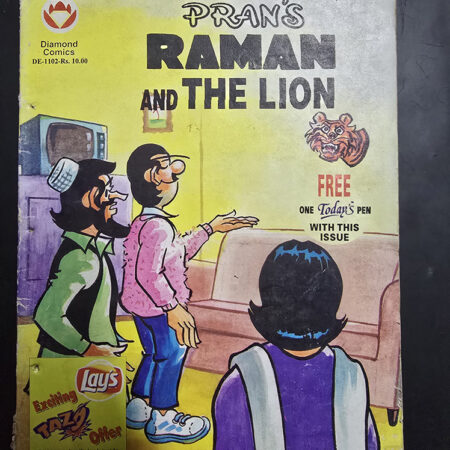 PRAN'S
Diamond
Comics
DE-1102-Rs. 10.00
RAMAN
AND THE LION
FREE
ONE Today's PEN
WITH THIS
ISSUE
Lay's
Exciting
TAZO
Offer